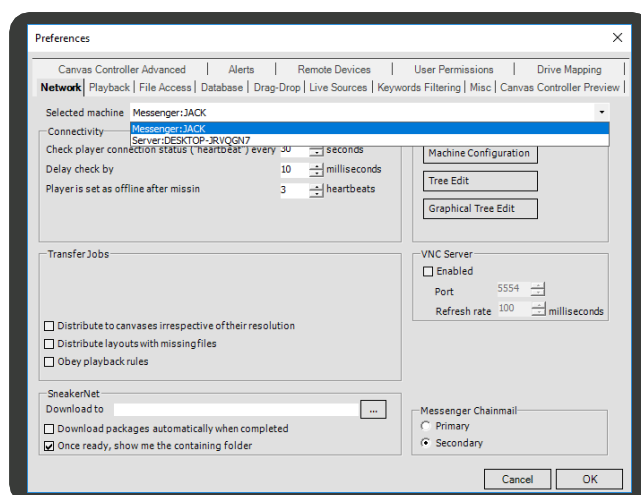 Preferences
Canvas Controller Advanced | Alerts | Remote Devices | User Permissions | Drive Mapping |
Network Playback | File Access | Database | Drag-Drop | Live Sources | Keywords Filtering | Misc | Canvas Controller Preview |
Selected machine Messenger:JACK
Messenger:JACK
Server:DESKTOP-JRVQGN7
Connectivity
Check player connection status ("heartbeat") every 30 seconds
Delay check by 10 milliseconds
Player is set as offline after missin 3 heartbeats
Machine Configuration
Tree Edit
Graphical Tree Edit
Transfer Jobs
Distribute to canvases irrespective of their resolution
Distribute layouts with missing files
Obey playback rules
VNC Server
Enabled
Port 5554
Refresh rate 100 milliseconds
SneakerNet
Download to ...
Download packages automatically when completed
Once ready, show me the containing folder
Messenger Chainmail
Primary
Secondary
Cancel OK